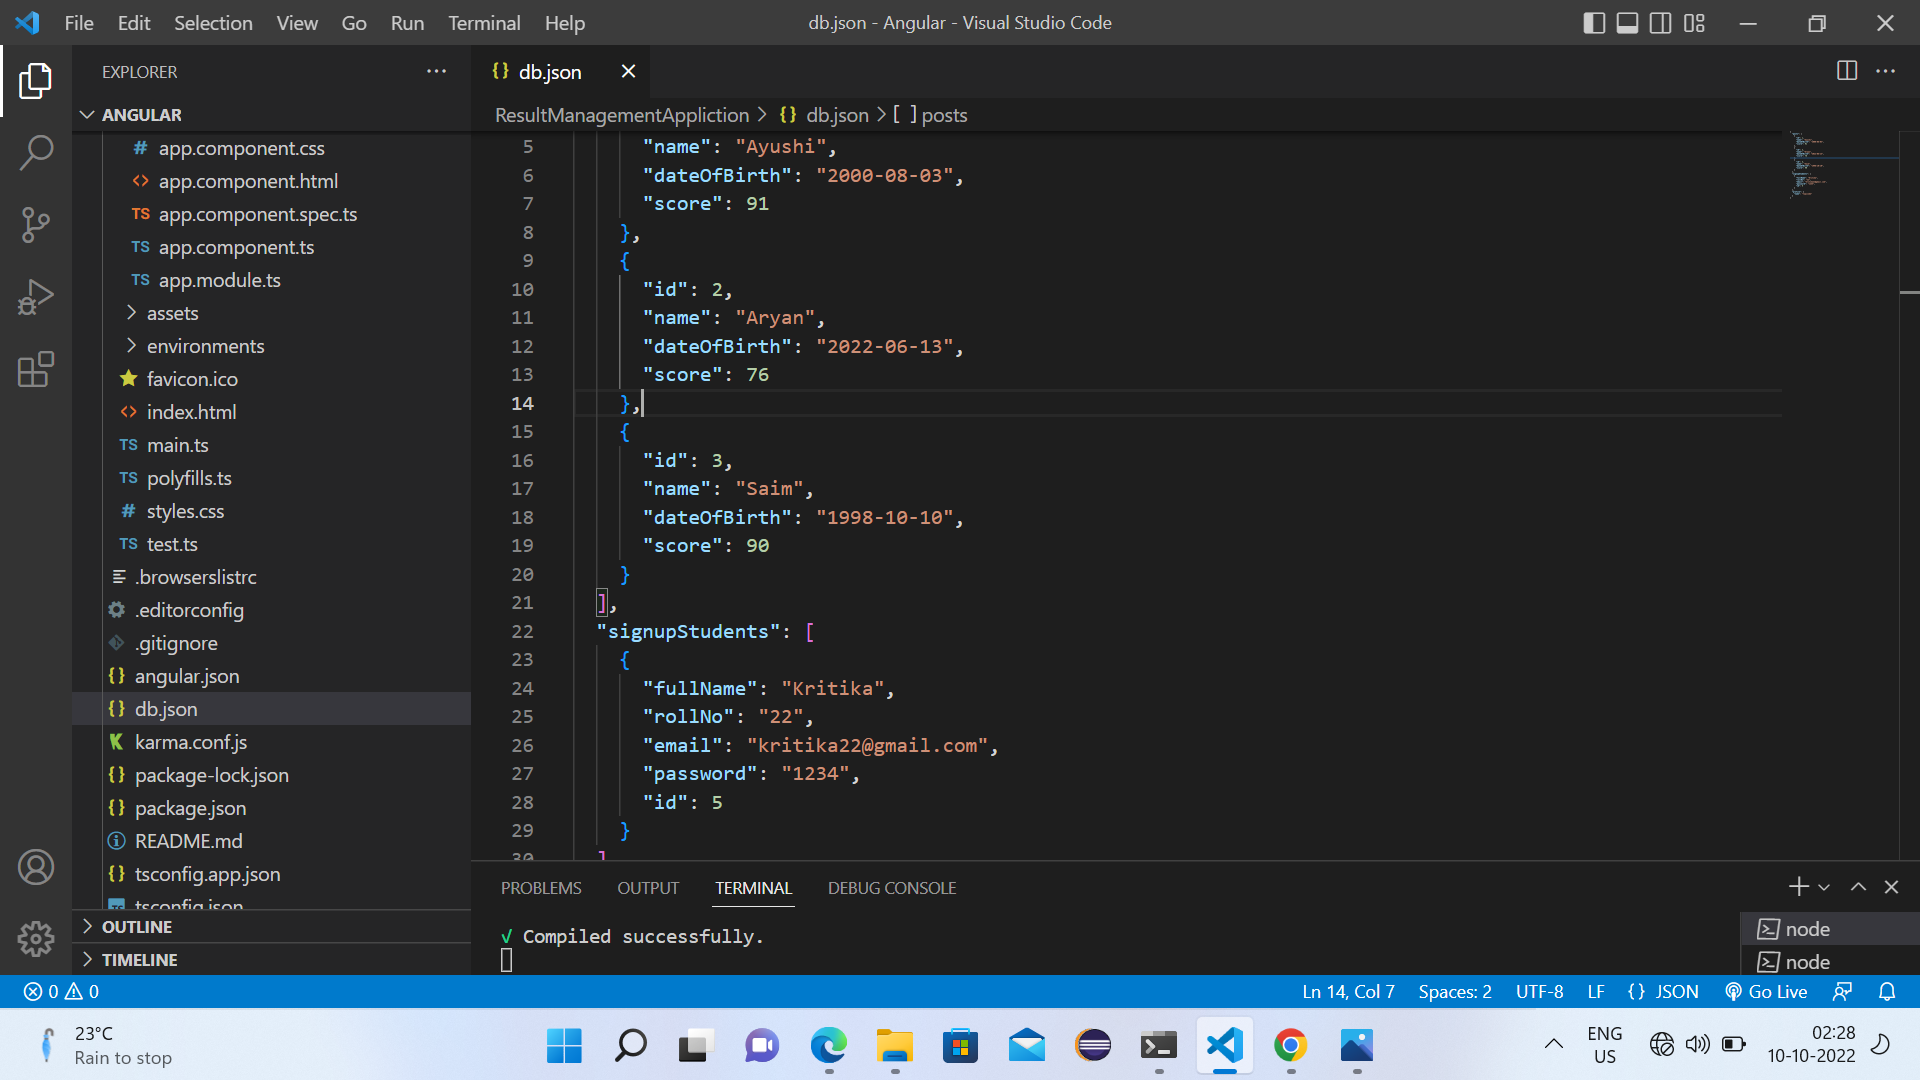 File Edit Selection View Go Run Terminal Help
db.json - Angular - Visual Studio Code
EXPLORER
ANGULAR
# app.component.css
<> app.component.html
TS app.component.spec.ts
TS app.component.ts
TS app.module.ts
assets
environments
favicon.ico
<> index.html
TS main.ts
TS polyfills.ts
# styles.css
TS test.ts
.browserslistrc
.editorconfig
.gitignore
{} angular.json
{} db.json
karma.conf.js
{} package-lock.json
{} package.json
README.md
{} tsconfig.app.json
tsconfig.json
OUTLINE
TIMELINE
{} db.json
ResultManagementAppliction > {} db.json > [ ] posts
5 "name": "Ayushi",
6 "dateOfBirth": "2000-08-03",
7 "score": 91
8 },
9 {
10 "id": 2,
11 "name": "Aryan",
12 "dateOfBirth": "2022-06-13",
13 "score": 76
14 },
15 {
16 "id": 3,
17 "name": "Saim",
18 "dateOfBirth": "1998-10-10",
19 "score": 90
20 }
21 ],
22 "signupStudents": [
23 {
24 "fullName": "Kritika",
25 "rollNo": "22",
26 "email": "kritika22@gmail.com",
27 "password": "1234",
28 "id": 5
29 }
30 ]
PROBLEMS OUTPUT TERMINAL DEBUG CONSOLE
√ Compiled successfully.
node
node
0 0
Ln 14, Col 7 Spaces: 2 UTF-8 LF {} JSON Go Live
23°C
Rain to stop
ENG
US
02:28
10-10-2022